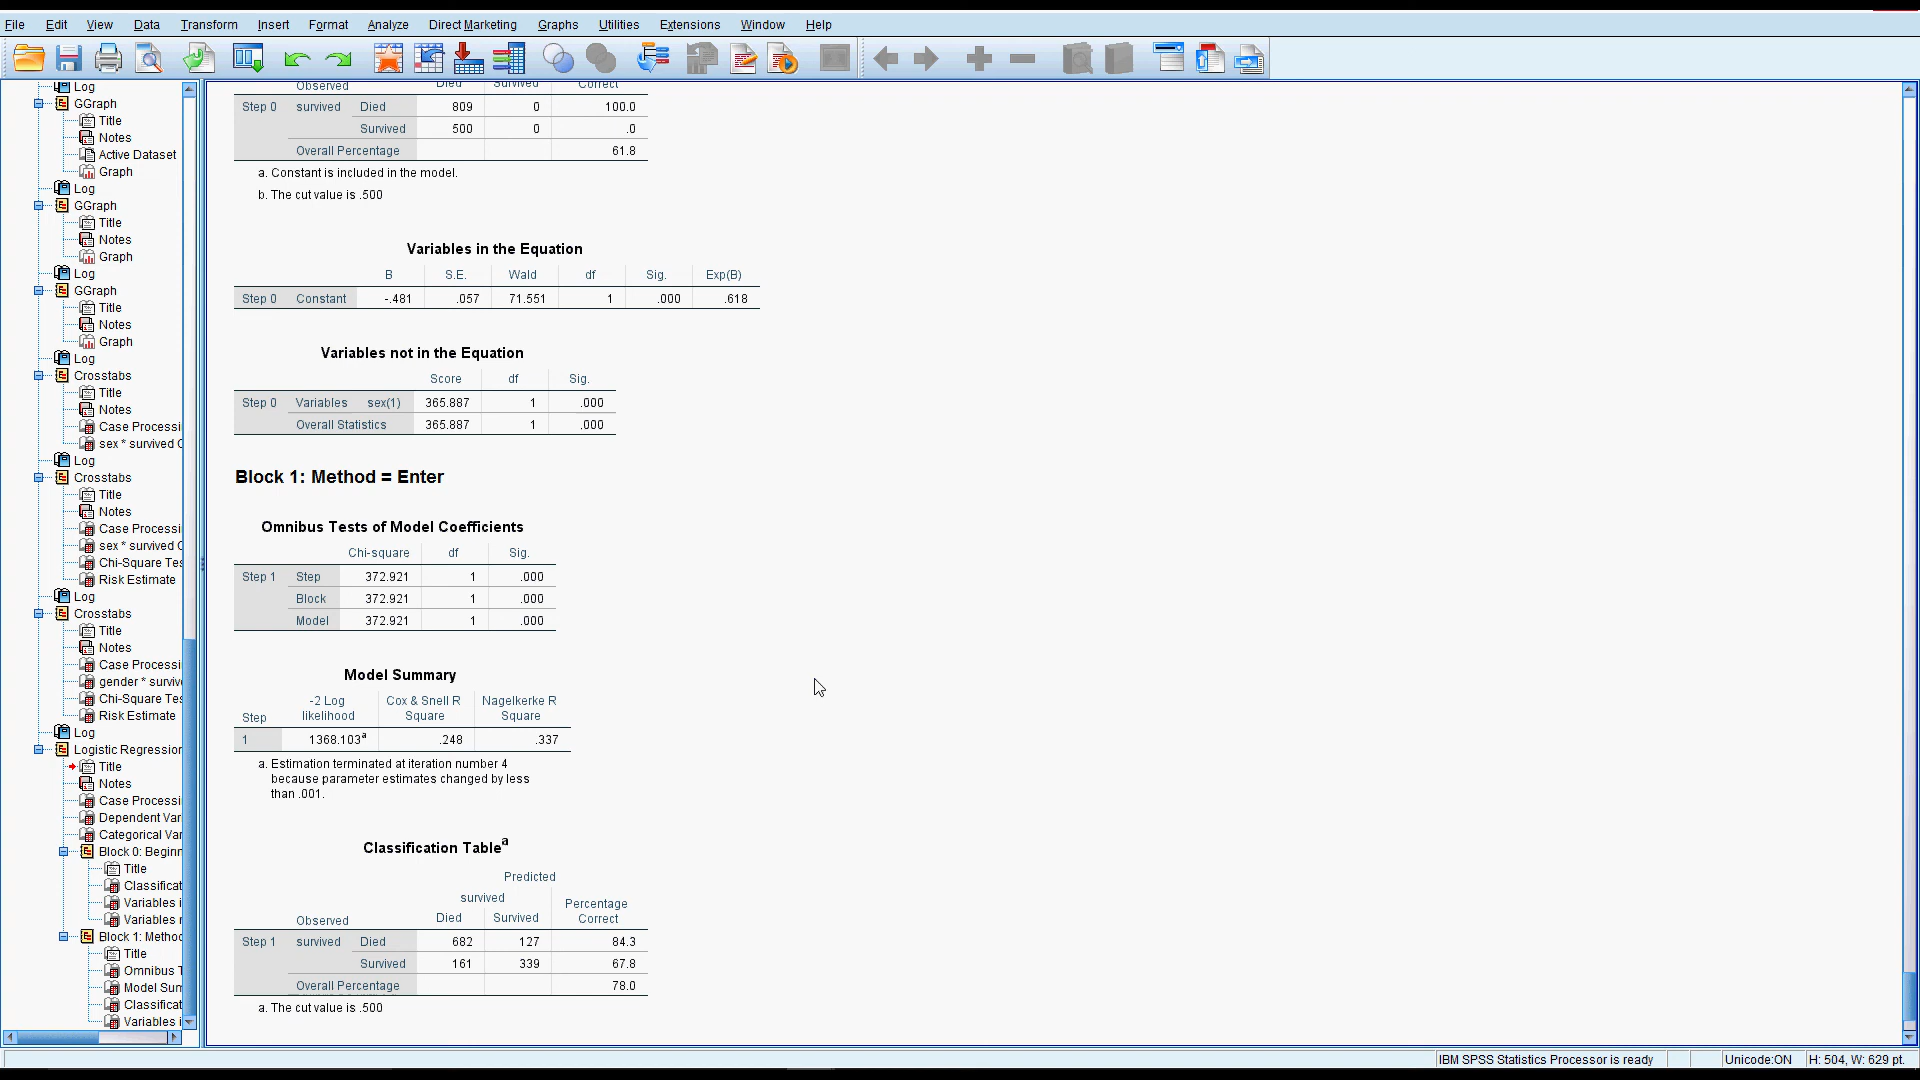 File Edit View Data Transform Insert Format Analyze Direct Marketing Graphs Utilities Extensions Window Help
Log
GGraph
Title
Notes
Active Dataset
Graph
Log
GGraph
Title
Notes
Graph
Log
GGraph
Title
Notes
Graph
Log
Crosstabs
Title
Notes
Case Processi
sex * survived C
Log
Crosstabs
Title
Notes
Case Processi
sex * survived C
Chi-Square Te
Risk Estimate
Log
Crosstabs
Title
Notes
Case Processi
gender * surviv
Chi-Square Te
Risk Estimate
Log
Logistic Regression
Title
Notes
Case Processi
Dependent Var
Categorical Var
Block 0: Begin
Title
Classificat
Variables i
Variables r
Block 1: Method
Title
Omnibus T
Model Sum
Classificat
Variables i
Observed Died Survived Correct
Step 0 survived Died 809 0 100.0
Survived 500 0 .0
Overall Percentage 61.8
a. Constant is included in the model.
b. The cut value is .500
Variables in the Equation
B S.E. Wald df Sig. Exp(B)
Step 0 Constant -.481 .057 71.551 1 .000 .618
Variables not in the Equation
Score df Sig.
Step 0 Variables sex(1) 365.887 1 .000
Overall Statistics 365.887 1 .000
Block 1: Method = Enter
Omnibus Tests of Model Coefficients
Chi-square df Sig.
Step 1 Step 372.921 1 .000
Block 372.921 1 .000
Model 372.921 1 .000
Model Summary
Step -2 Log likelihood Cox & Snell R Square Nagelkerke R Square
1 1368.103a .248 .337
a. Estimation terminated at iteration number 4
because parameter estimates changed by less
than .001.
Classification Tablea
Predicted
survived Percentage
Observed Died Survived Correct
Step 1 survived Died 682 127 84.3
Survived 161 339 67.8
Overall Percentage 78.0
a. The cut value is .500
IBM SPSS Statistics Processor is ready Unicode:ON H: 504, W: 629 pt.